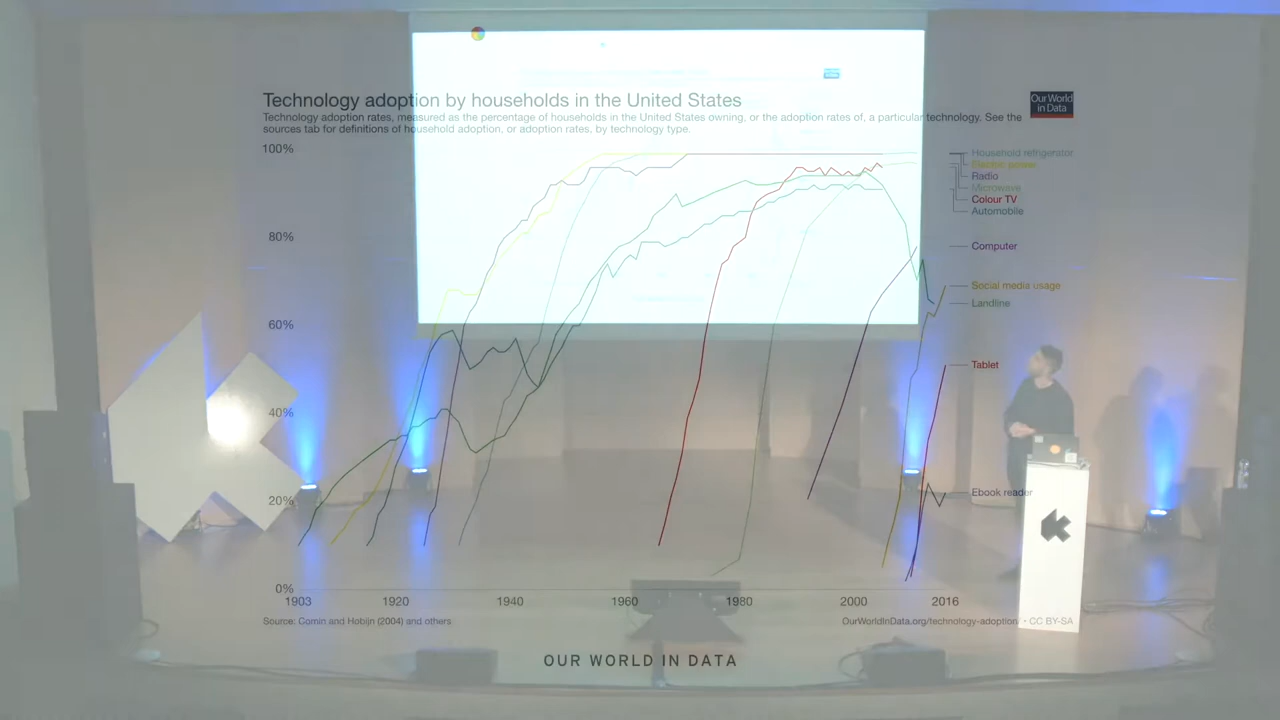 Technology adoption by households in the United States
Our World
in Data
Technology adoption rates, measured as the percentage of households in the United States owning, or the adoption rates of, a particular technology. See the
sources tab for definitions of household adoption, or adoption rates, by technology type.
100%
80%
60%
40%
20%
0%
Household refrigerator
Electric power
Radio
Microwave
Colour TV
Automobile
Computer
Social media usage
Landline
Tablet
Ebook reader
1903
1920
1940
1960
1980
2000
2016
Source: Comin and Hobijn (2004) and others
OurWorldInData.org/technology-adoption/ • CC BY-SA
OUR WORLD IN DATA